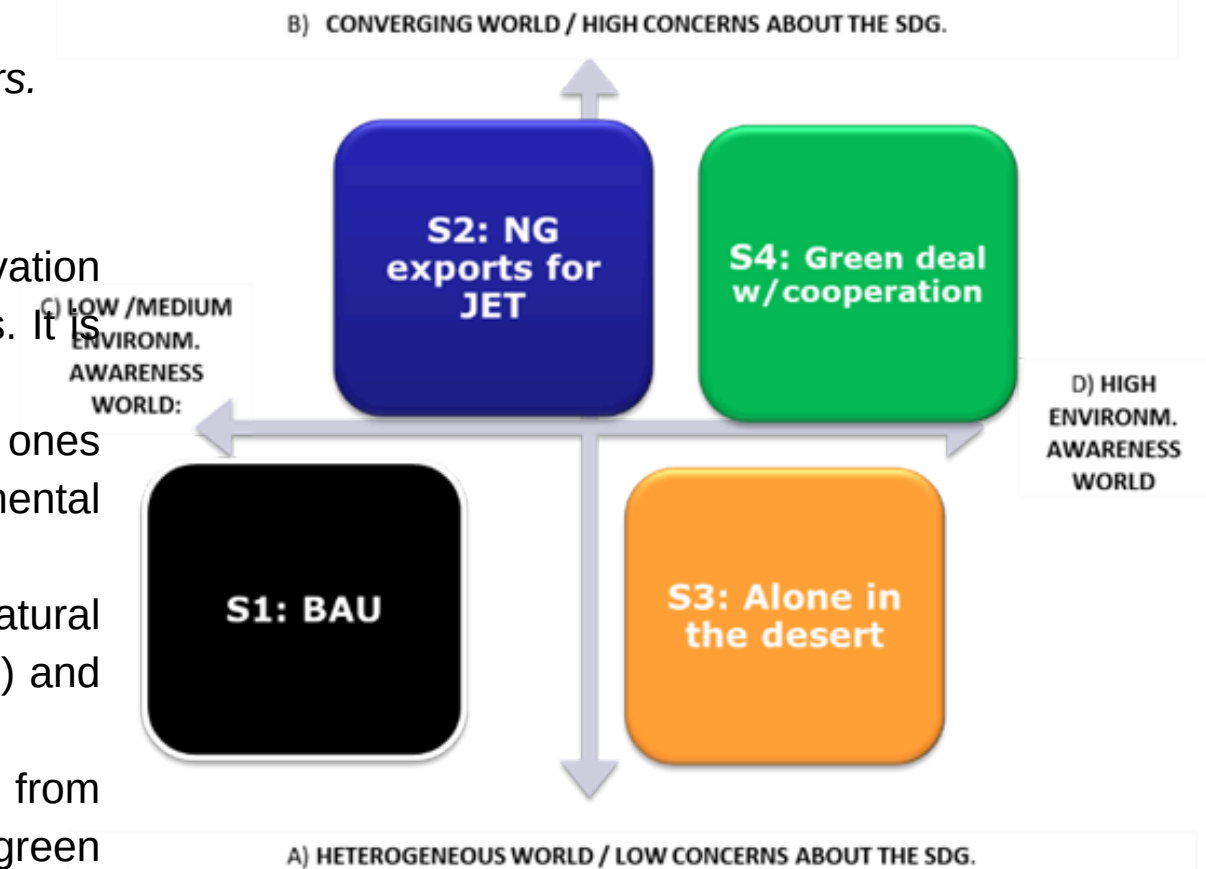 B) CONVERGING WORLD / HIGH CONCERNS ABOUT THE SDG.
S2: NG
exports for
JET
S4: Green deal
w/cooperation
C) LOW /MEDIUM
ENVIRONM.
AWARENESS
WORLD:
D) HIGH
ENVIRONM.
AWARENESS
WORLD
S1: BAU
S3: Alone in
the desert
A) HETEROGENEOUS WORLD / LOW CONCERNS ABOUT THE SDG.
rs.
vation
s. It is
ones
mental
atural
) and
from
green